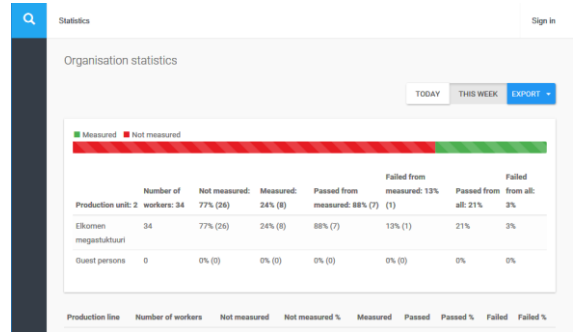 Statistics
Sign in
Organisation statistics
TODAY
THIS WEEK
EXPORT
Measured
Not measured
Production unit: 2
Number of workers: 34
Not measured: 77% (26)
Measured: 24% (8)
Passed from measured: 88% (7)
Failed from measured: 13% (1)
Passed from all: 21%
Failed from all: 3%
Elkomen megastuktuuri
34
77% (26)
24% (8)
88% (7)
13% (1)
21%
3%
Guest persons
0
0% (0)
0% (0)
0% (0)
0% (0)
0%
0%
Production line
Number of workers
Not measured
Not measured %
Measured
Passed
Passed %
Failed
Failed %